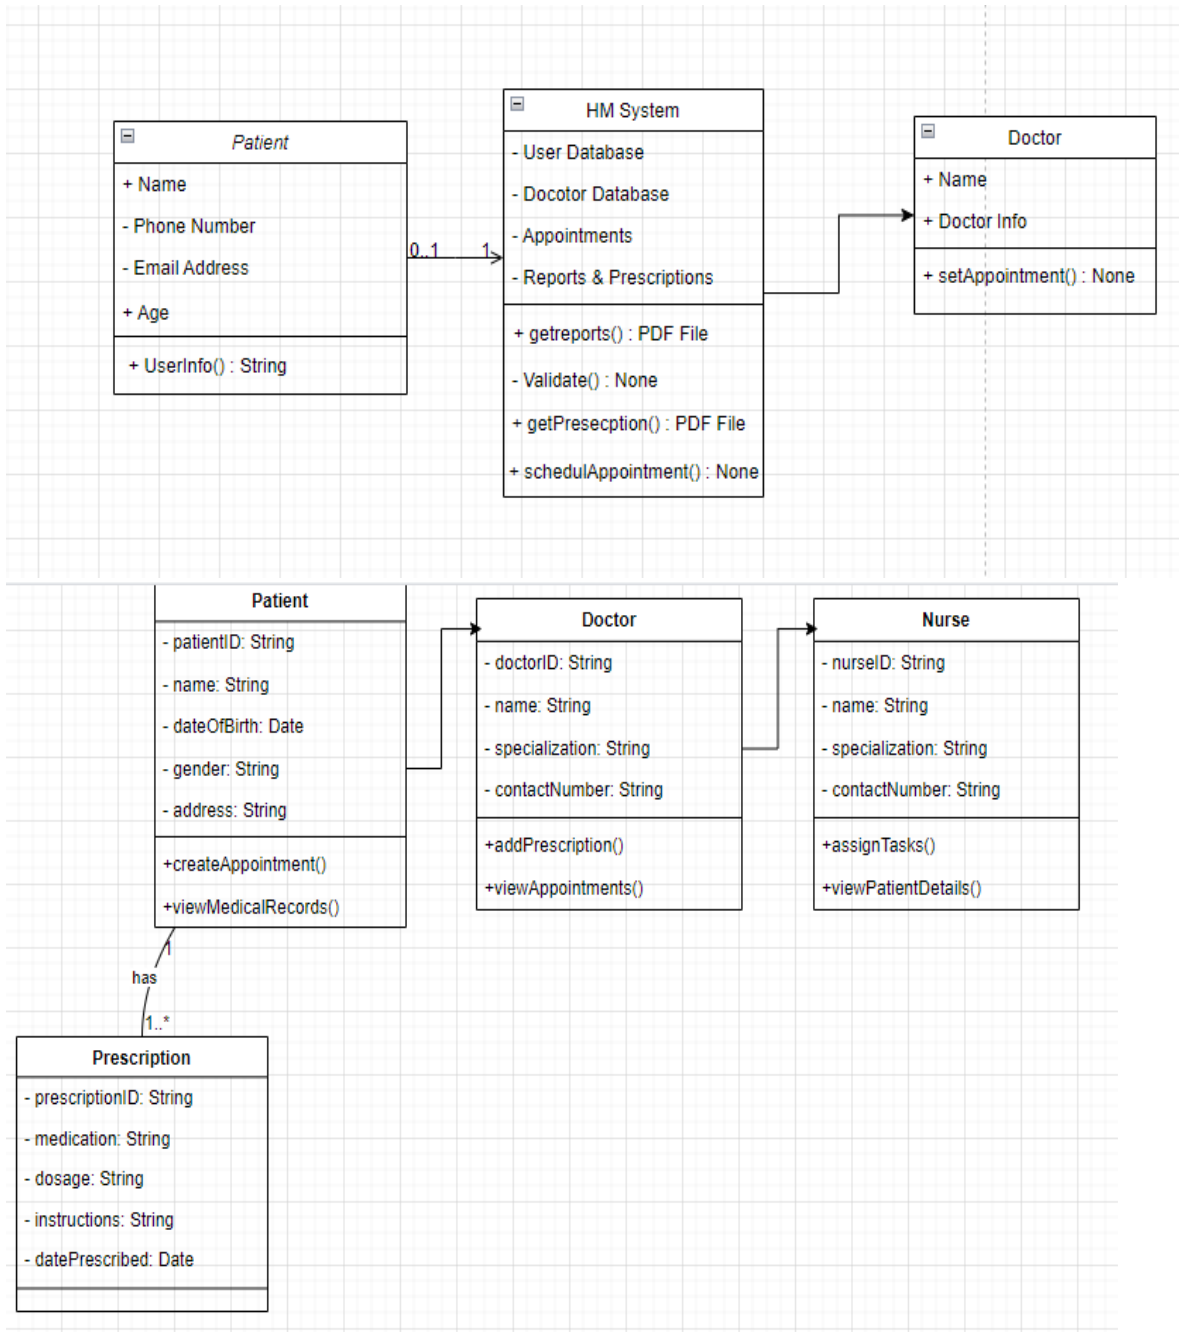 Patient
+ Name
- Phone Number
- Email Address
+ Age
+ UserInfo() : String
0..1
1
HM System
- User Database
- Docotor Database
- Appointments
- Reports & Prescriptions
+ getreports() : PDF File
- Validate() : None
+ getPresecption() : PDF File
+ schedulAppointment() : None
Doctor
+ Name
+ Doctor Info
+ setAppointment() : None
Patient
- patientID: String
- name: String
- dateOfBirth: Date
- gender: String
- address: String
+createAppointment()
+viewMedicalRecords()
Doctor
- doctorID: String
- name: String
- specialization: String
- contactNumber: String
+addPrescription()
+viewAppointments()
Nurse
- nurseID: String
- name: String
- specialization: String
- contactNumber: String
+assignTasks()
+viewPatientDetails()
1
has
1..*
Prescription
- prescriptionID: String
- medication: String
- dosage: String
- instructions: String
- datePrescribed: Date